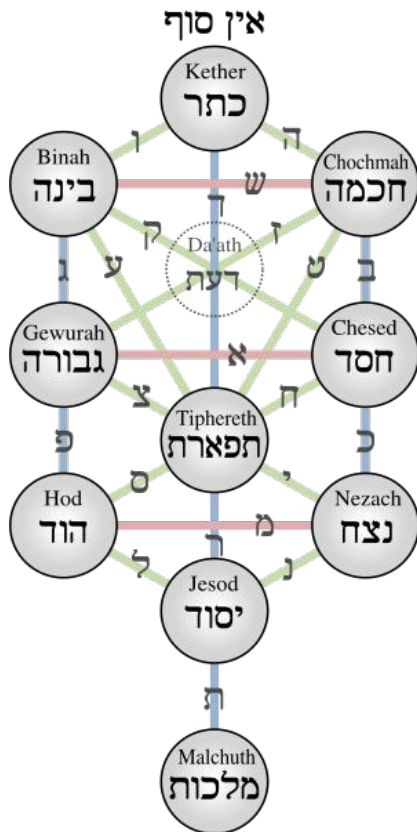 אין סוף
Kether
כתר
ו
ה
Binah
בינה
Chochmah
חכמה
ש
ד
ק
ז
Da'ath
דעת
ג
ע
ט
ב
Gewurah
גבורה
Chesed
חסד
א
צ
ח
Tiphereth
תפארת
פ
כ
ס
י
Hod
הוד
Nezach
נצח
מ
ר
ל
נ
Jesod
יסוד
ת
Malchuth
מלכות